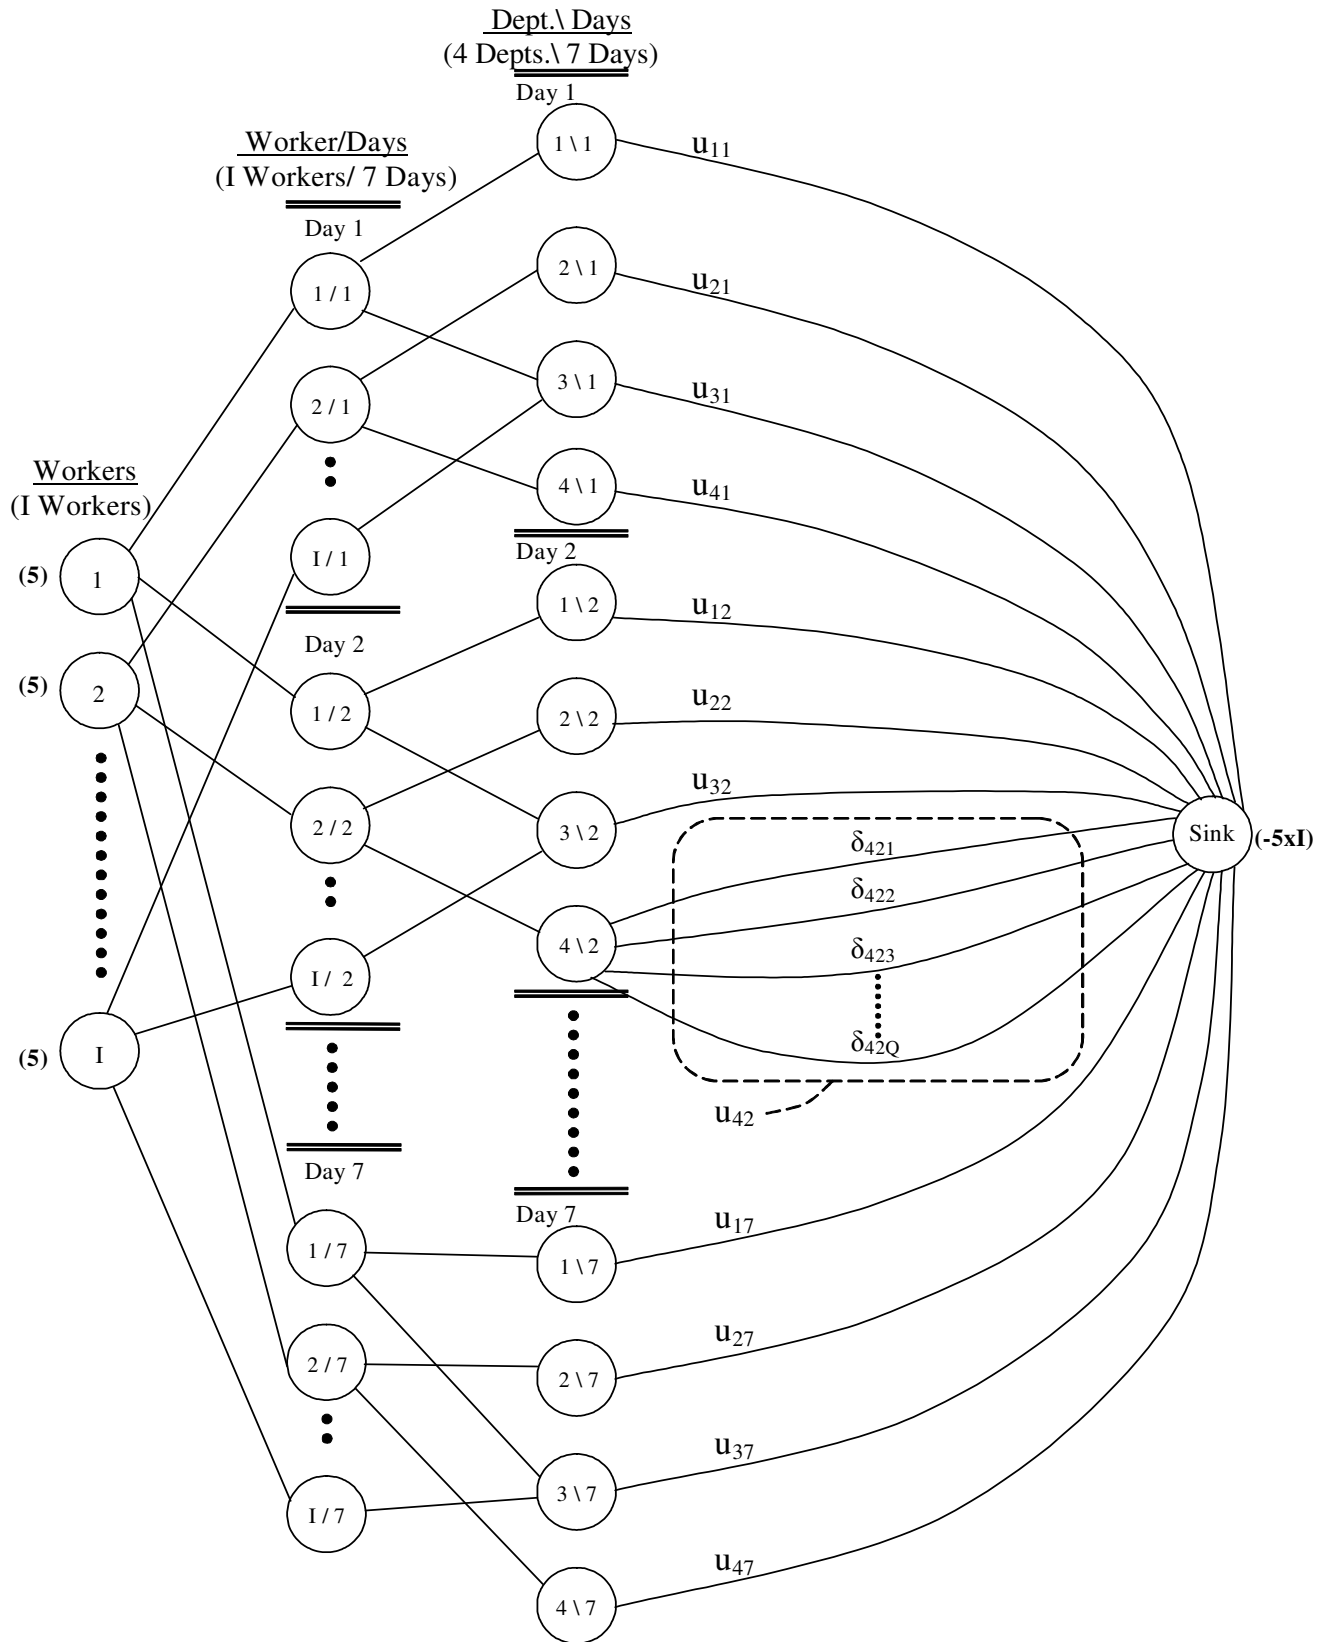 Dept.\ Days
(4 Depts.\ 7 Days)
Day 1
1 \ 1
u11
Worker/Days
(I Workers/ 7 Days)
Day 1
2 \ 1
u21
1 / 1
3 \ 1
u31
2 / 1
Workers
(I Workers)
4 \ 1
u41
I / 1
Day 2
(5)
1
1 \ 2
u12
Day 2
(5)
2
1 / 2
2 \ 2
u22
u32
2 / 2
3 \ 2
Sink
(-5xI)
δ421
δ422
4 \ 2
δ423
I / 2
δ42Q
(5)
I
u42
Day 7
Day 7
u17
1 / 7
1 \ 7
u27
2 / 7
2 \ 7
u37
3 \ 7
I / 7
u47
4 \ 7